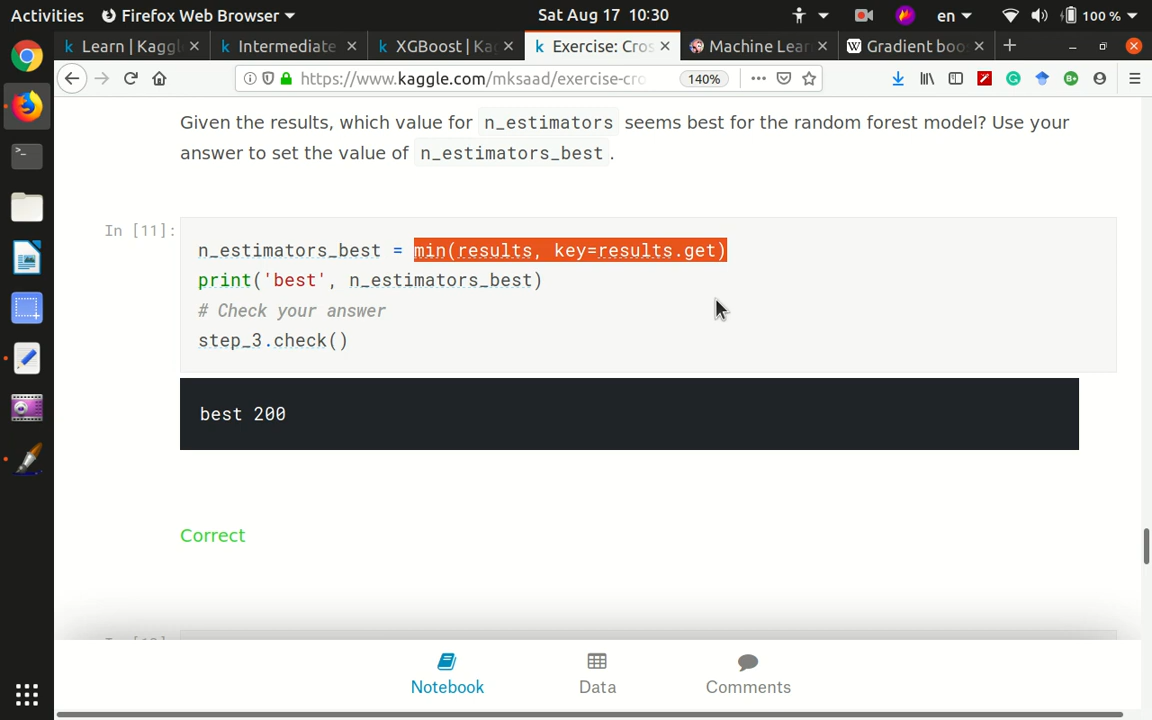 Activities Firefox Web Browser Sat Aug 17 10:30 en 100 %
Learn | Kaggl Intermediate XGBoost | Ka Exercise: Cros Machine Lear Gradient boo
https://www.kaggle.com/mksaad/exercise-cro 140%
Given the results, which value for n_estimators seems best for the random forest model? Use your
answer to set the value of n_estimators_best .
In [11]:
n_estimators_best = min(results, key=results.get)
print('best', n_estimators_best)
# Check your answer
step_3.check()
best 200
Correct
Notebook Data Comments